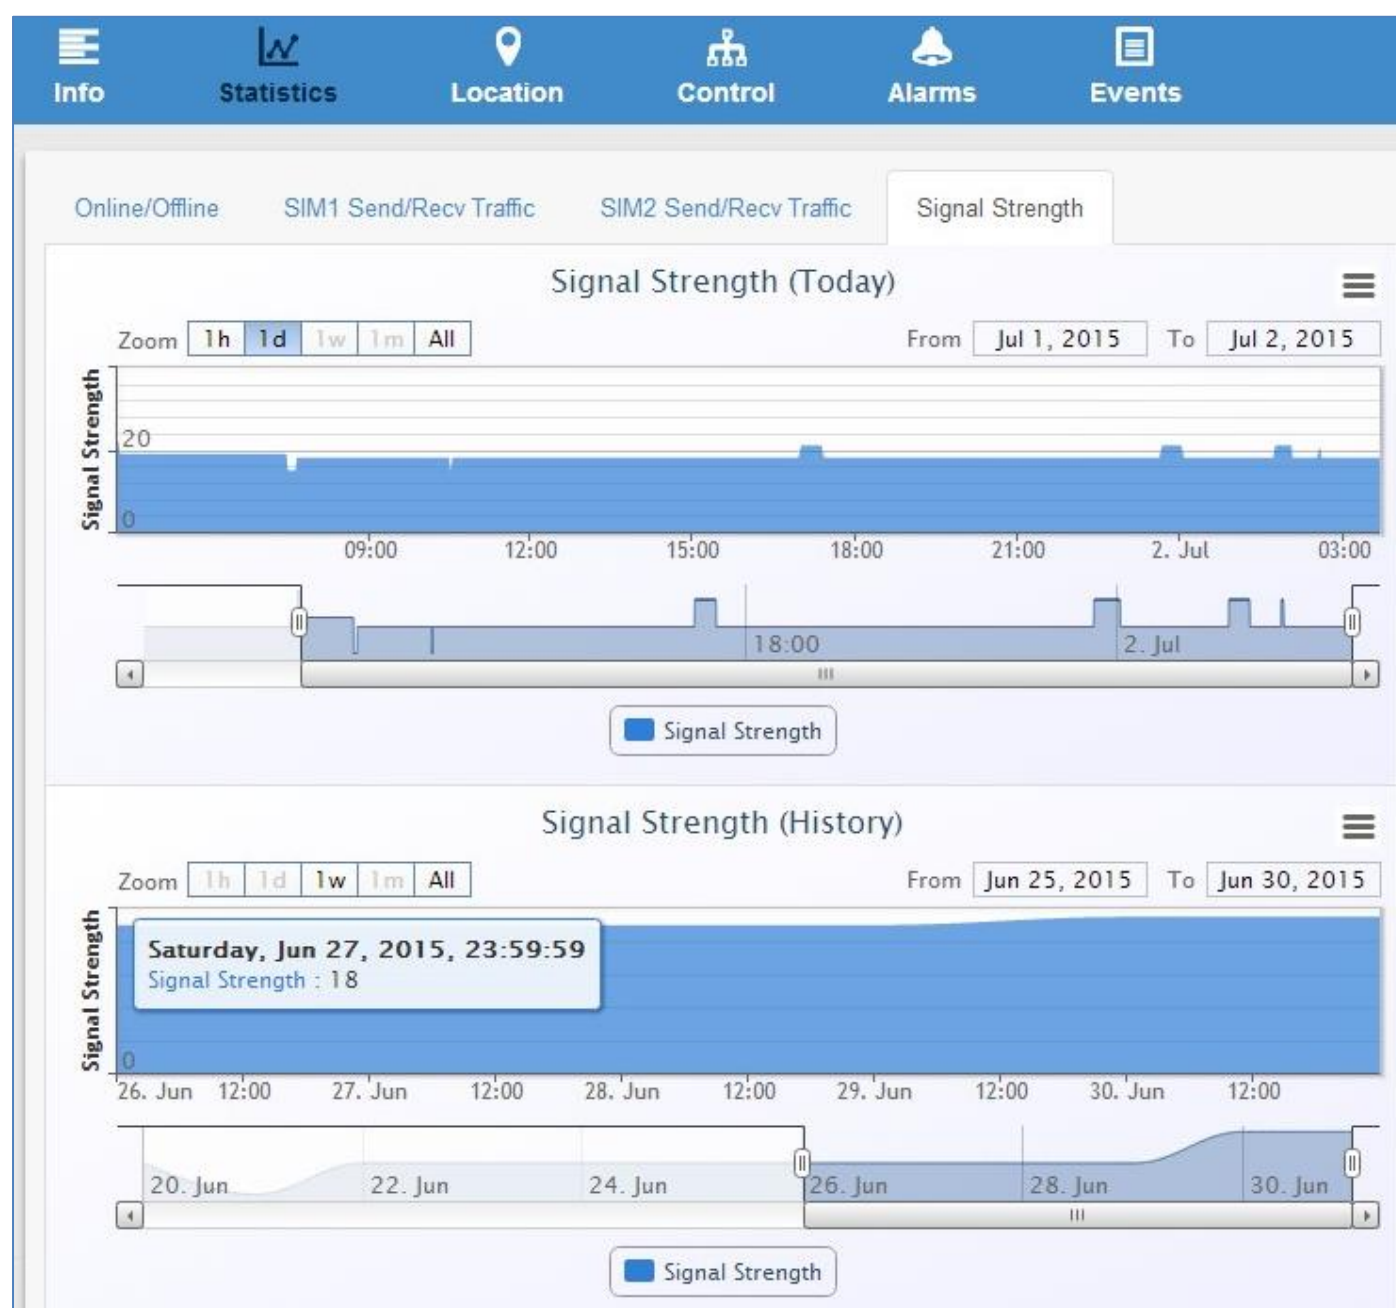 Info Statistics Location Control Alarms Events
Online/Offline SIM1 Send/Recv Traffic SIM2 Send/Recv Traffic Signal Strength
Signal Strength (Today)
Zoom 1h 1d 1w 1m All From Jul 1, 2015 To Jul 2, 2015
Signal Strength
20
0
09:00 12:00 15:00 18:00 21:00 2. Jul 03:00
18:00 2. Jul
Signal Strength
Signal Strength (History)
Zoom 1h 1d 1w 1m All From Jun 25, 2015 To Jun 30, 2015
Signal Strength
Saturday, Jun 27, 2015, 23:59:59
Signal Strength : 18
0
26. Jun 12:00 27. Jun 12:00 28. Jun 12:00 29. Jun 12:00 30. Jun 12:00
20. Jun 22. Jun 24. Jun 26. Jun 28. Jun 30. Jun
Signal Strength